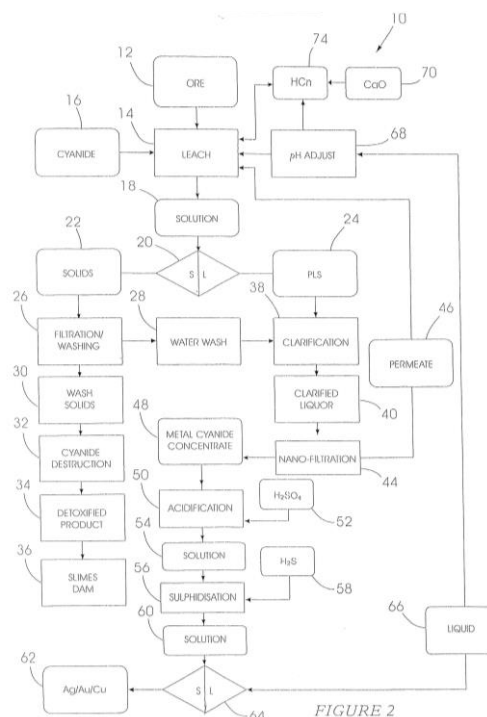 10
74
12
HCn
CaO
70
ORE
16
14
68
CYANIDE
LEACH
pH ADJUST
18
SOLUTION
22
20
24
SOLIDS
S L
PLS
26
28
38
46
FILTRATION/
WASHING
WATER WASH
CLARIFICATION
PERMEATE
30
WASH
SOLIDS
CLARIFIED
LIQUOR
40
32
48
CYANIDE
DESTRUCTION
METAL CYANIDE
CONCENTRATE
NANO-FILTRATION
44
34
50
DETOXIFIED
PRODUCT
ACIDIFICATION
H₂SO₄
52
36
54
SLIMES
DAM
SOLUTION
56
H₂S
58
SULPHIDISATION
60
66
SOLUTION
LIQUID
62
Ag/Au/Cu
S L
64
FIGURE 2